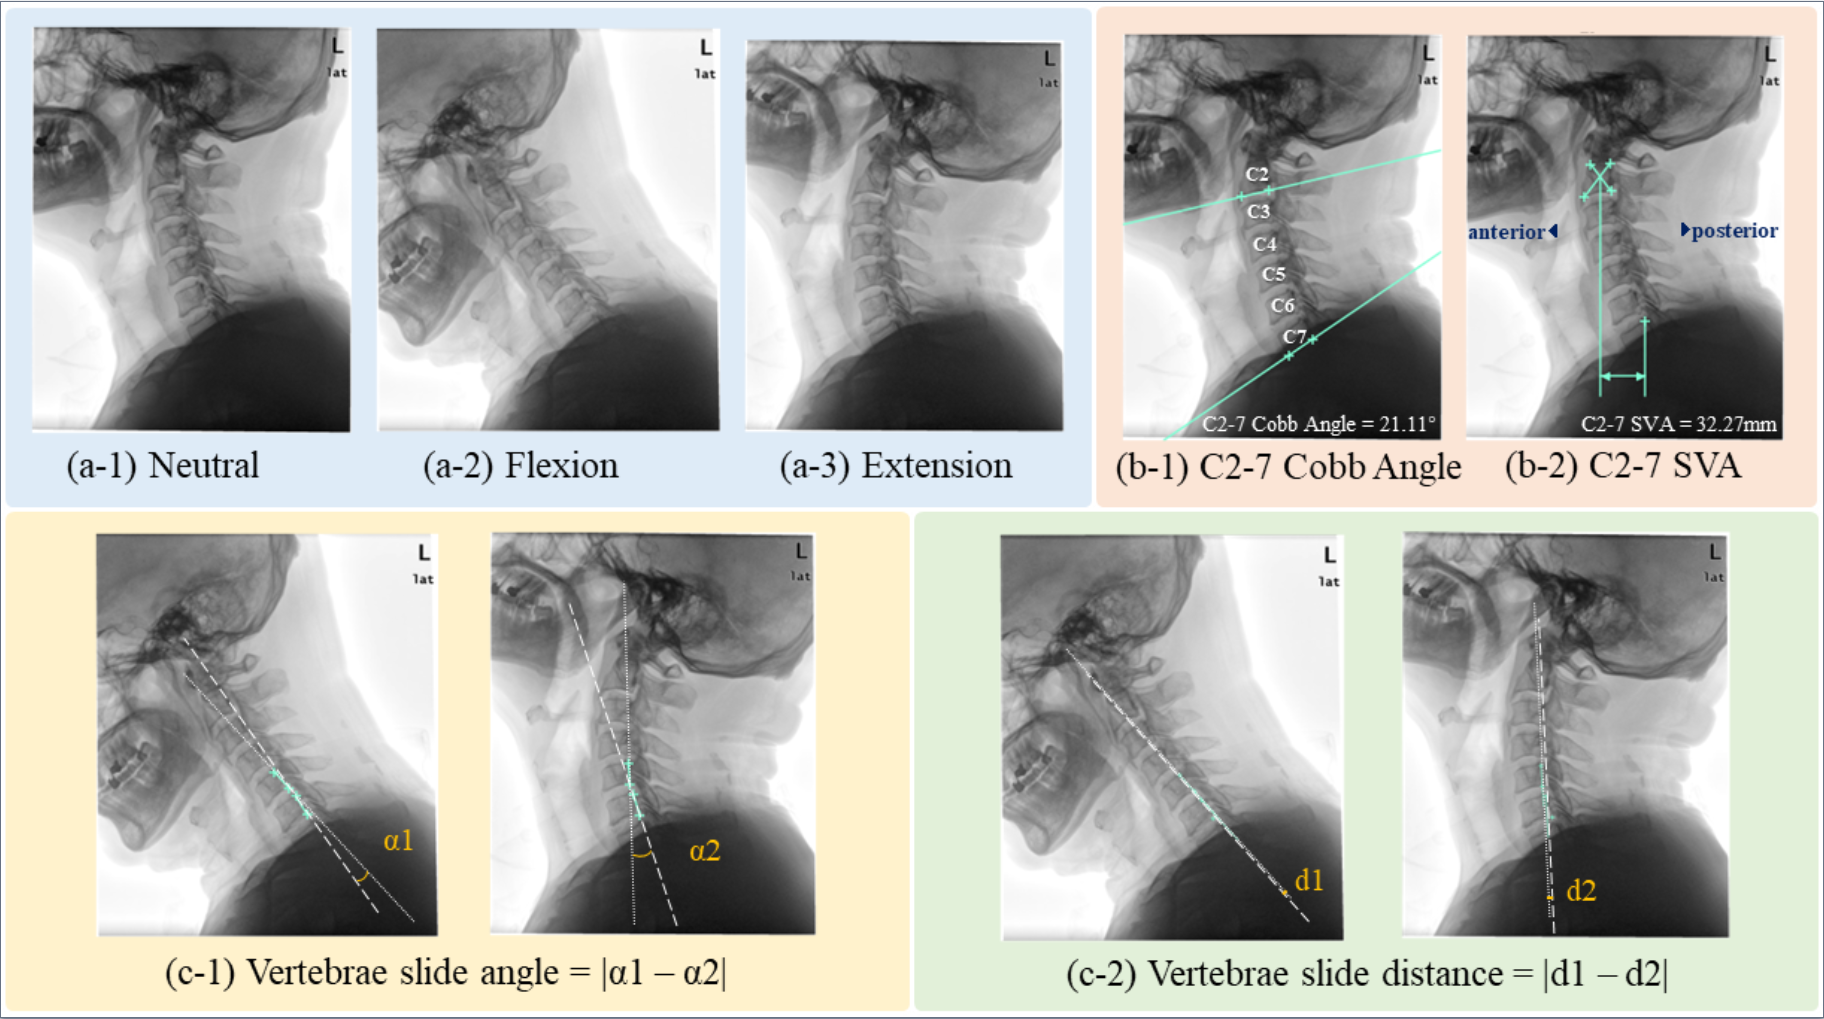 L
lat
L
lat
L
lat
(a-1) Neutral
(a-2) Flexion
(a-3) Extension
L
lat
C2
C3
C4
C5
C6
C7
C2-7 Cobb Angle = 21.11°
(b-1) C2-7 Cobb Angle
L
lat
anterior
posterior
C2-7 SVA = 32.27mm
(b-2) C2-7 SVA
L
lat
α1
L
lat
α2
(c-1) Vertebrae slide angle = |α1 – α2|
L
lat
d1
L
lat
d2
(c-2) Vertebrae slide distance = |d1 – d2|